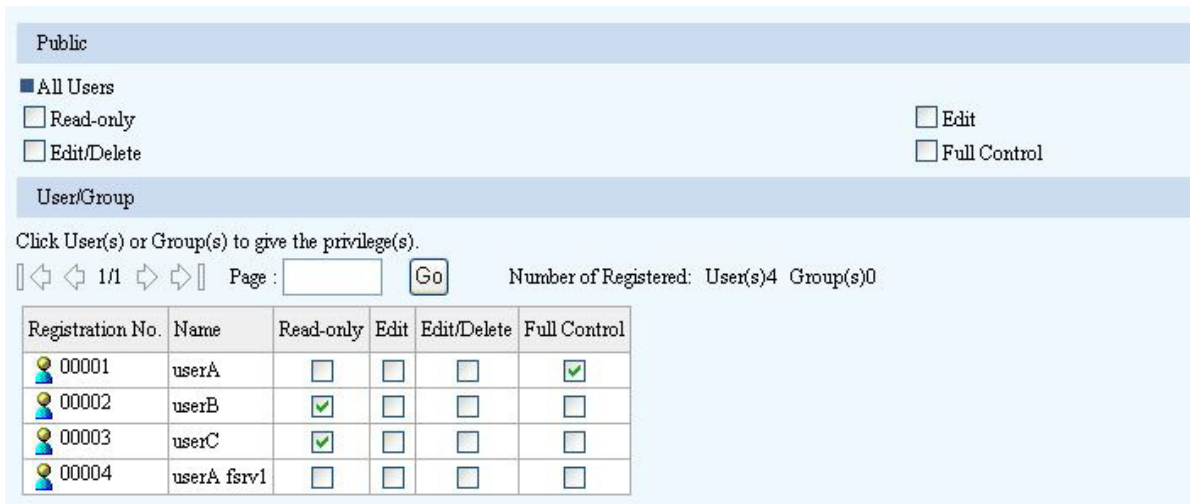 Public
All Users
Read-only Edit
Edit/Delete Full Control
User/Group
Click User(s) or Group(s) to give the privilege(s).
1/1 Page : Go Number of Registered: User(s)4 Group(s)0
Registration No. Name Read-only Edit Edit/Delete Full Control
00001 userA
00002 userB
00003 userC
00004 userA fsrv1